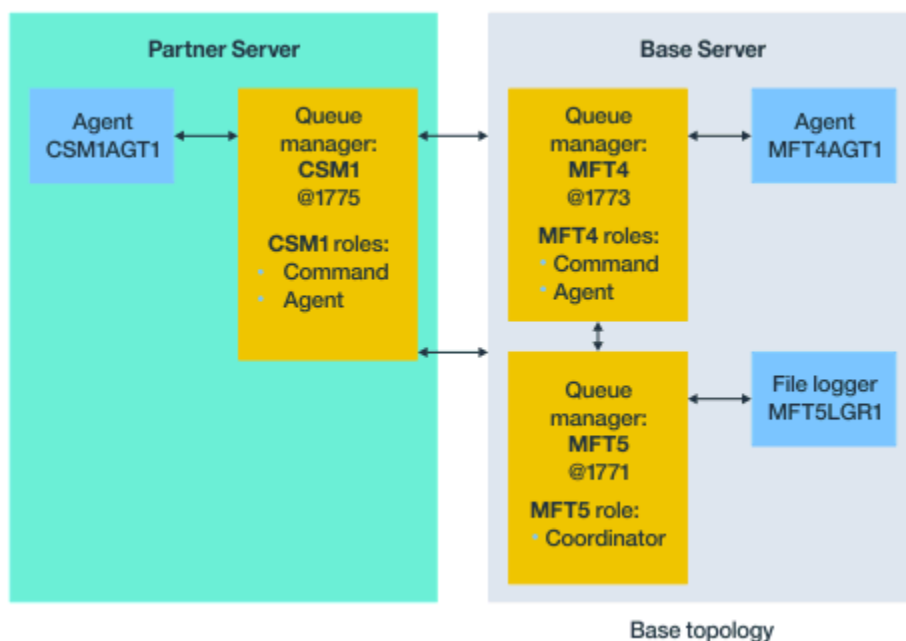 Partner Server
Agent
CSM1AGT1
Queue
manager:
CSM1
@1775
CSM1 roles:
• Command
• Agent
Base Server
Queue
manager:
MFT4
@1773
MFT4 roles:
• Command
• Agent
Agent
MFT4AGT1
Queue
manager:
MFT5
@1771
MFT5 role:
• Coordinator
File logger
MFT5LGR1
Base topology